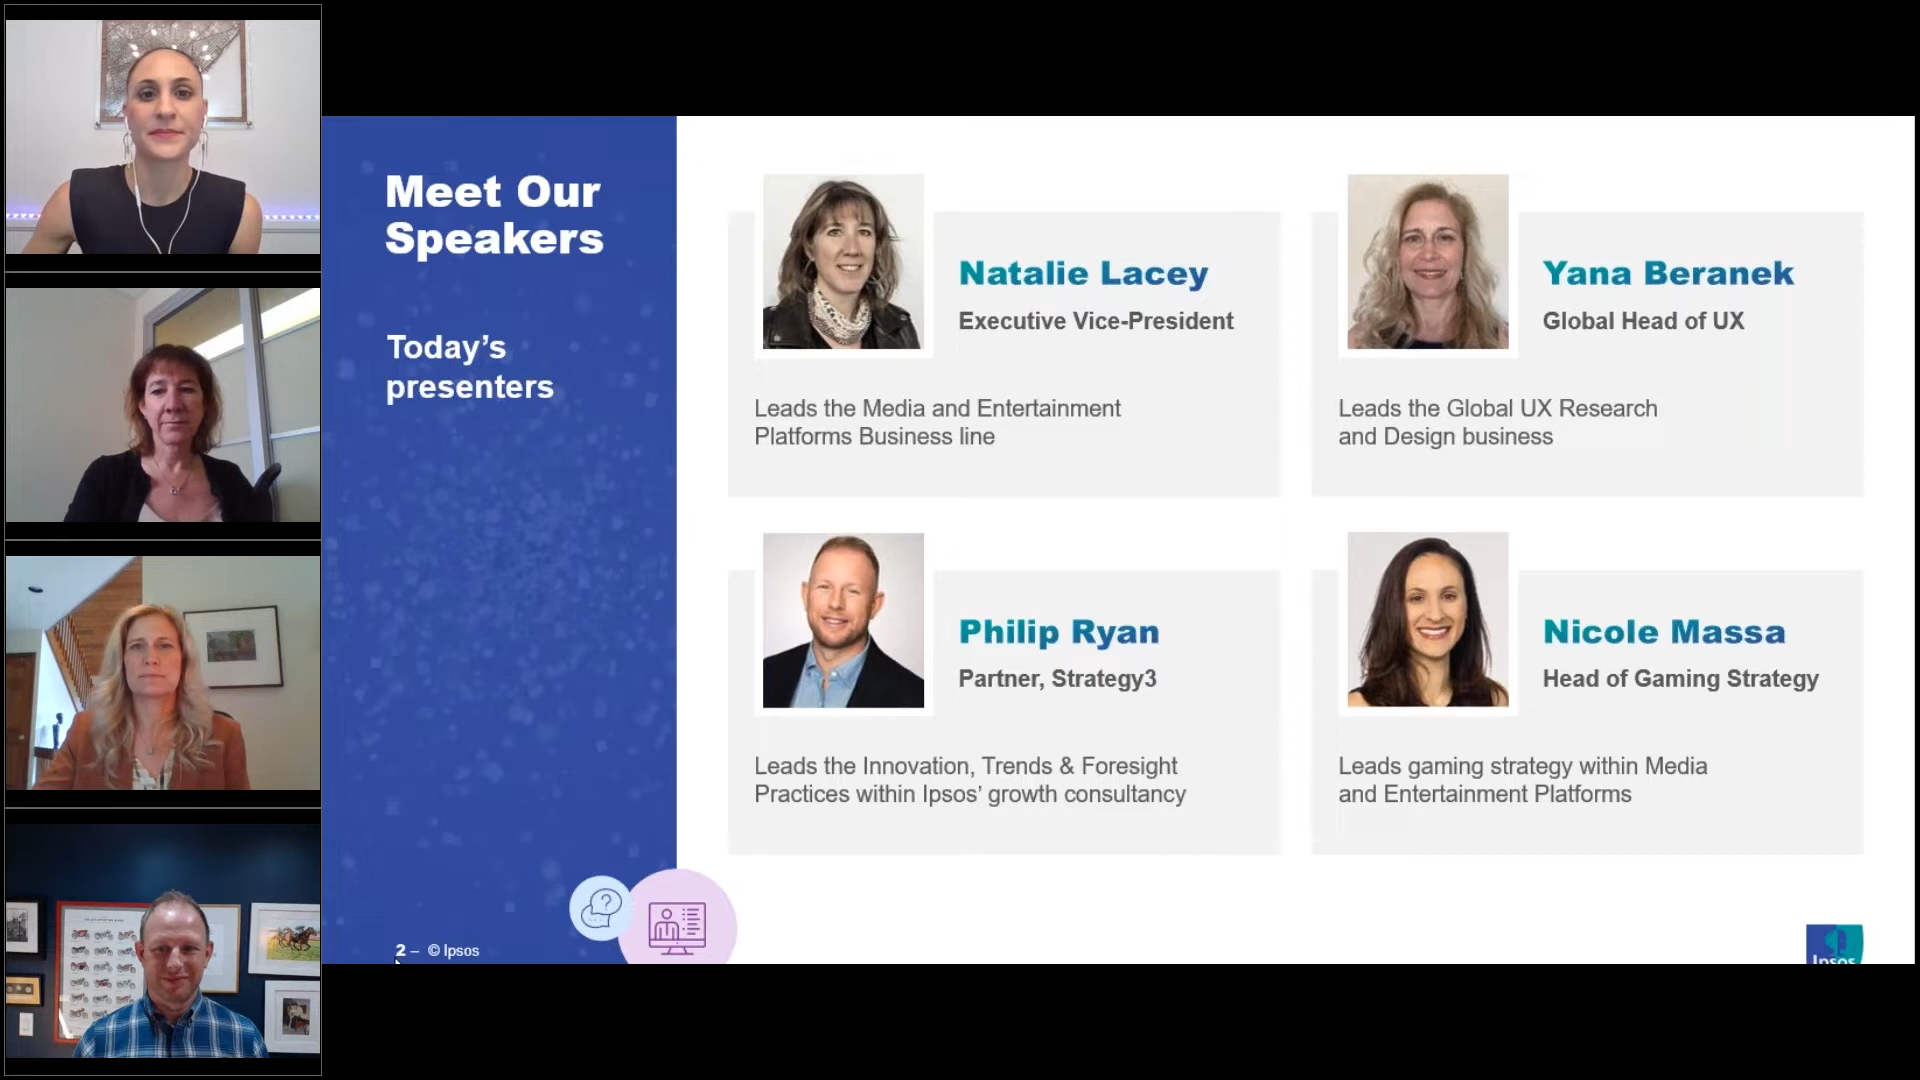 Meet Our
Speakers
Today's
presenters
Natalie Lacey
Executive Vice-President
Leads the Media and Entertainment
Platforms Business line
Yana Beranek
Global Head of UX
Leads the Global UX Research
and Design business
Philip Ryan
Partner, Strategy3
Leads the Innovation, Trends & Foresight
Practices within Ipsos' growth consultancy
Nicole Massa
Head of Gaming Strategy
Leads gaming strategy within Media
and Entertainment Platforms
2 – © Ipsos
Ipsos